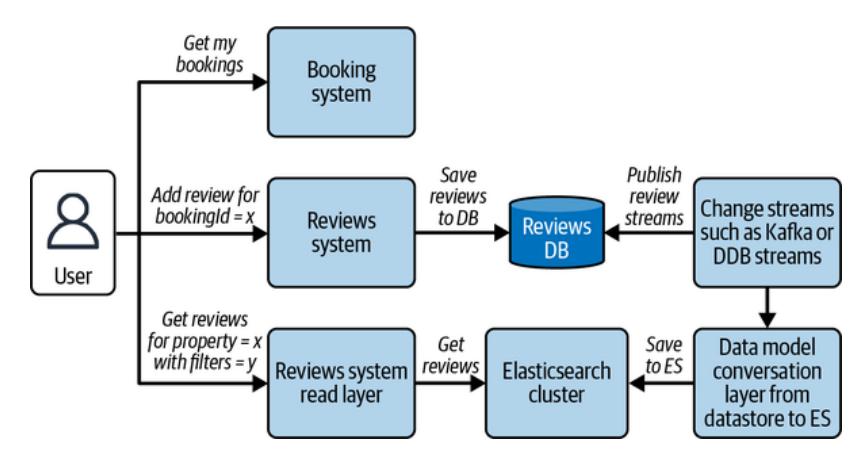 Get my
bookings
Booking
system
User
Add review for
bookingId = x
Reviews
system
Save
reviews
to DB
Reviews
DB
Publish
review
streams
Change streams
such as Kafka or
DDB streams
Get reviews
for property = x
with filters = y
Reviews system
read layer
Get
reviews
Elasticsearch
cluster
Save
to ES
Data model
conversation
layer from
datastore to ES